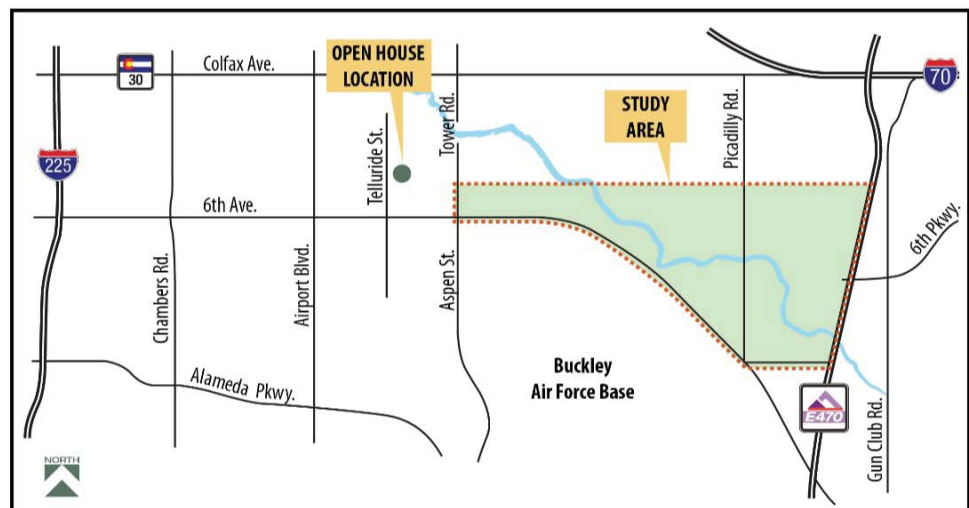 OPEN HOUSE
LOCATION
Colfax Ave.
30
70
STUDY
AREA
Tower Rd.
Picadilly Rd.
225
Telluride St.
6th Ave.
6th Pkwy.
Chambers Rd.
Airport Blvd.
Aspen St.
Alameda Pkwy.
Buckley
Air Force Base
E470
Gun Club Rd.
NORTH